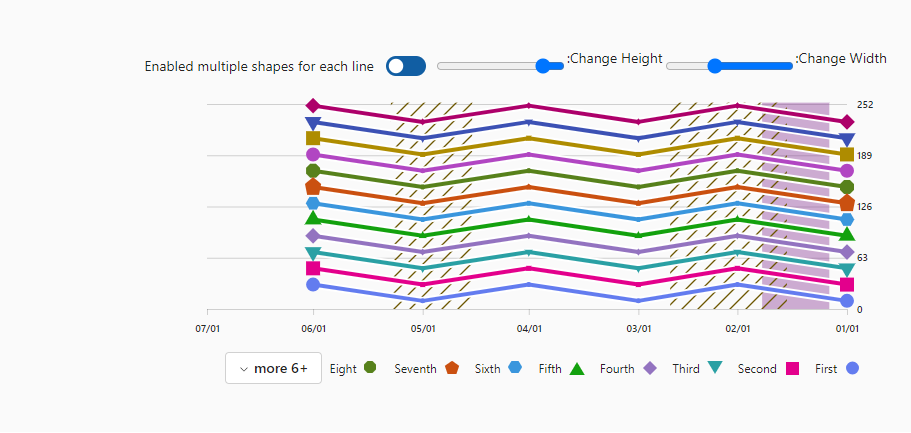 Enabled multiple shapes for each line
:Change Height
:Change Width
252
189
126
63
0
07/01 06/01 05/01 04/01 03/01 02/01 01/01
more 6+ Eight Seventh Sixth Fifth Fourth Third Second First